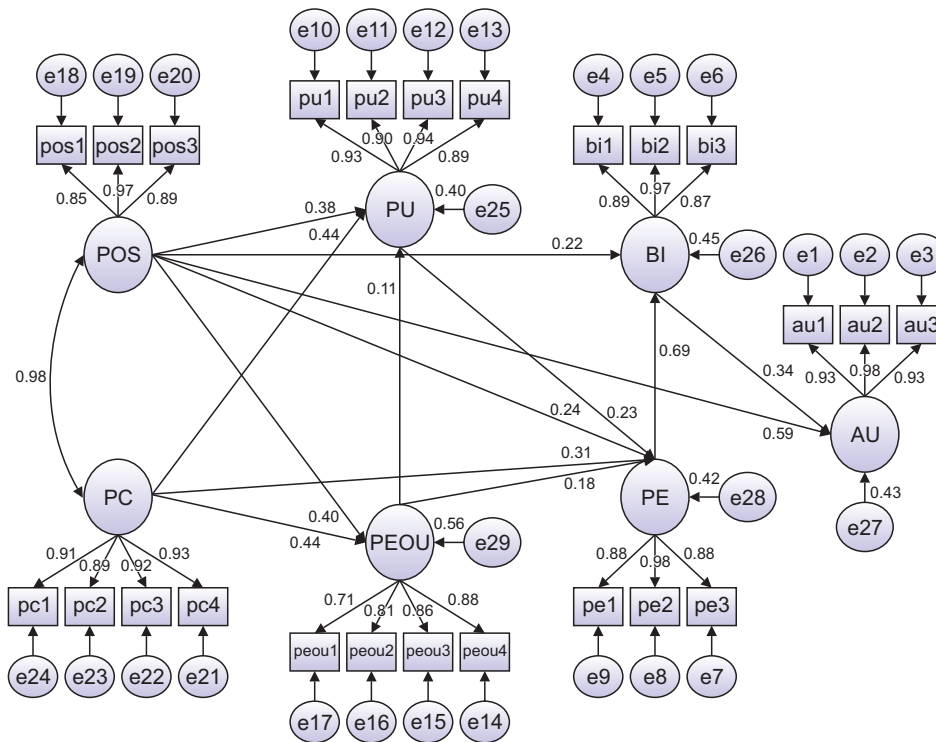 e10 e11 e12 e13
e18 e19 e20
e4 e5 e6
pu1 pu2 pu3 pu4
pos1 pos2 pos3
bi1 bi2 bi3
0.90 0.94
0.93 0.89
0.97
0.85 0.89
0.97
0.89 0.87
0.40
PU
e25
0.38
0.44
POS
0.22
BI
0.45
e26
e1 e2 e3
0.11
au1 au2 au3
0.98
0.93 0.93
0.69
0.34
0.98
0.24 0.23
0.59
AU
0.31
0.18
PC
PE
0.42
e28
0.43
e27
0.40
0.44
PEOU
0.56
e29
0.91 0.89 0.92 0.93
0.88 0.98 0.88
pc1 pc2 pc3 pc4
0.71 0.81 0.86 0.88
pe1 pe2 pe3
peou1 peou2 peou3 peou4
e24 e23 e22 e21
e9 e8 e7
e17 e16 e15 e14